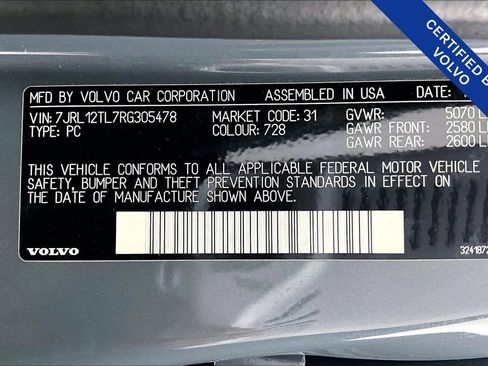 CERTIFIED B
VOLVO
MFD BY VOLVO CAR CORPORATION ASSEMBLED IN USA DATE:
VIN: 7JRL12TL7RG305478 MARKET CODE: 31 GVWR: 5070 L
TYPE: PC COLOUR: 728 GAWR FRONT: 2580 L
GAWR REAR: 2600 L
THIS VEHICLE CONFORMS TO ALL APPLICABLE FEDERAL MOTOR VEHICLE
SAFETY, BUMPER AND THEFT PREVENTION STANDARDS IN EFFECT ON
THE DATE OF MANUFACTURE SHOWN ABOVE.
VOLVO 3241872